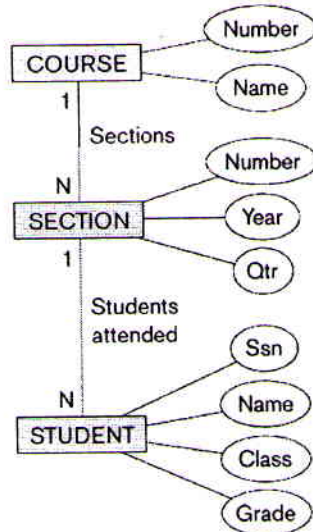 Number
COURSE
Name
1
Sections
Number
N
SECTION
Year
1
Qtr
Students
attended
Ssn
N
Name
STUDENT
Class
Grade